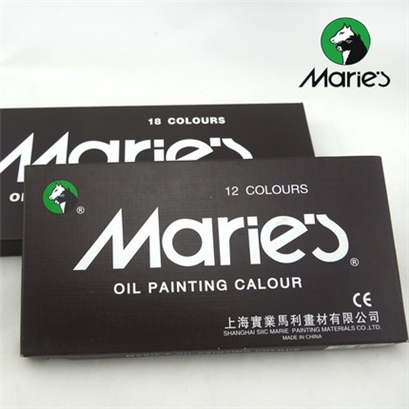 Marie's
18 COLOURS
Marie's
12 COLOURS
®
Marie's®
OIL PAINTING CALOUR
CE
上海實業馬利畫材有限公司
SHANGHAI SIIC MARIE PAINTING MATERIALS CO.,LTD.
MADE IN CHINA